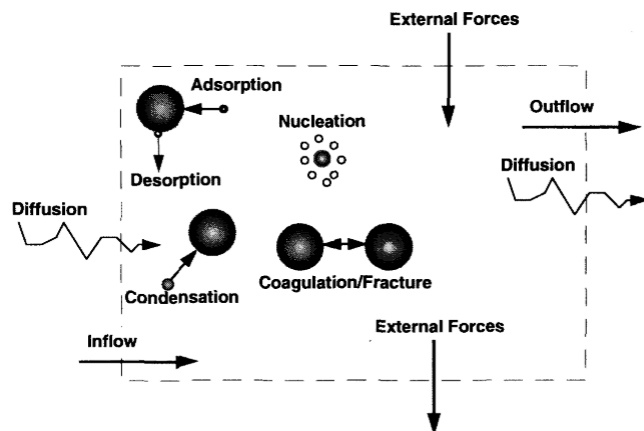 External Forces
Adsorption
Outflow
Nucleation
Desorption
Diffusion
Diffusion
Condensation
Coagulation/Fracture
External Forces
Inflow